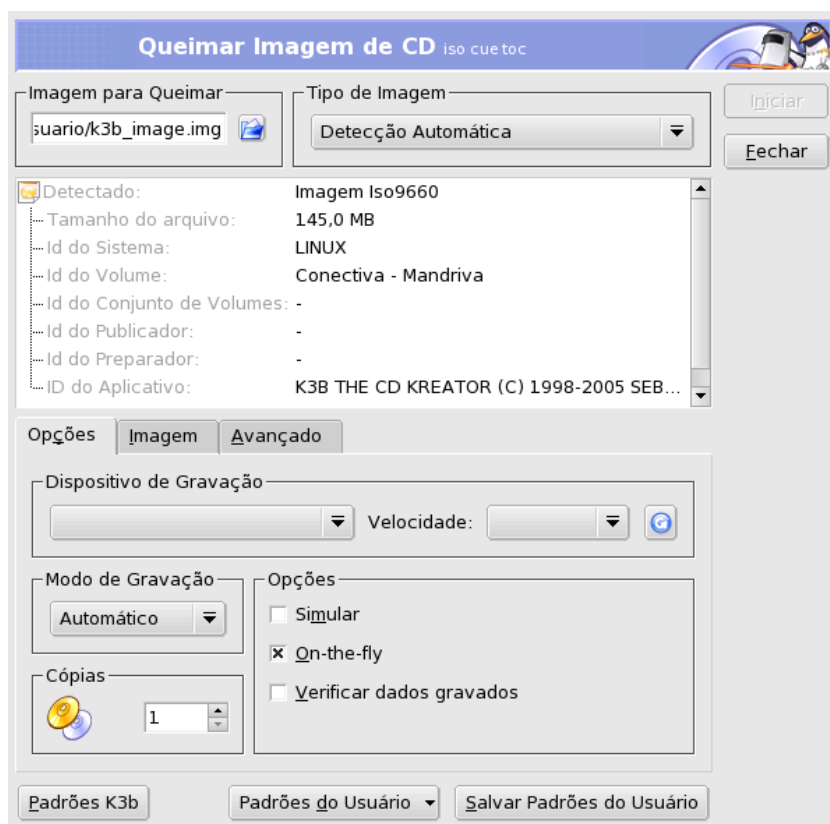 Queimar Imagem de CD iso cue toc
Imagem para Queimar
Tipo de Imagem
Iniciar
suario/k3b_image.img
Detecção Automática
Fechar
Detectado: Imagem Iso9660
Tamanho do arquivo: 145,0 MB
Id do Sistema: LINUX
Id do Volume: Conectiva - Mandriva
Id do Conjunto de Volumes: -
Id do Publicador: -
Id do Preparador: -
ID do Aplicativo: K3B THE CD KREATOR (C) 1998-2005 SEB...
Opções Imagem Avançado
Dispositivo de Gravação
Velocidade:
Modo de Gravação
Automático
Opções
Simular
On-the-fly
Verificar dados gravados
Cópias
1
Padrões K3b
Padrões do Usuário
Salvar Padrões do Usuário